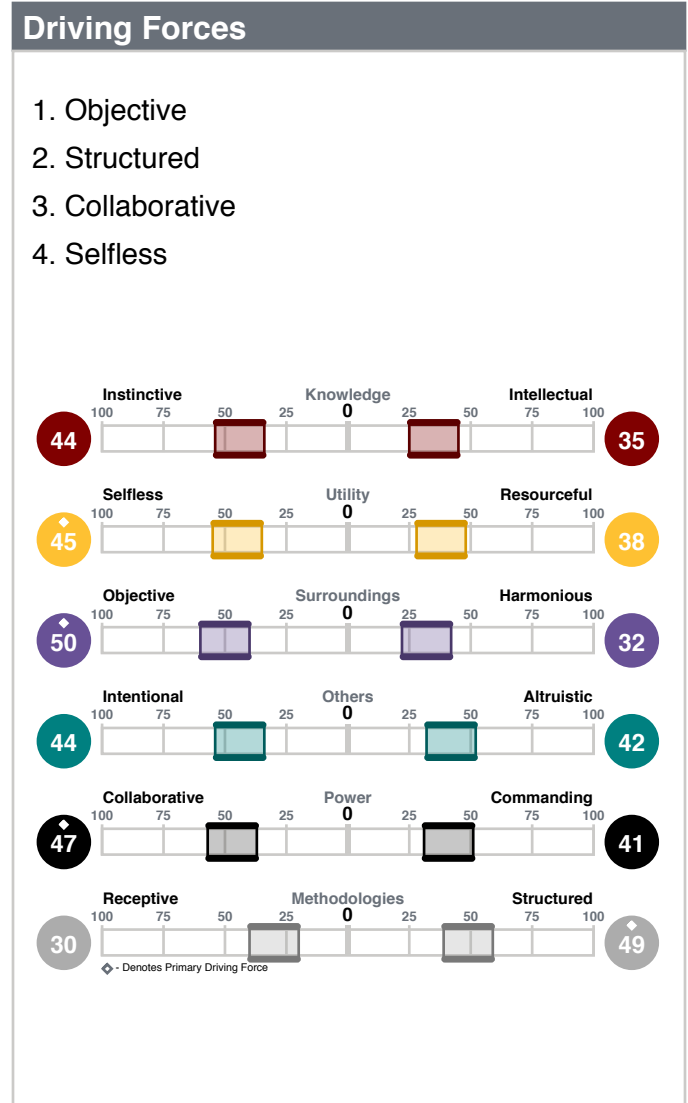 Driving Forces
1. Objective
2. Structured
3. Collaborative
4. Selfless
Instinctive Knowledge Intellectual
100 75 50 25 0 25 50 75 100
44 35
Selfless Utility Resourceful
100 75 50 25 0 25 50 75 100
45 38
Objective Surroundings Harmonious
100 75 50 25 0 25 50 75 100
50 32
Intentional Others Altruistic
100 75 50 25 0 25 50 75 100
44 42
Collaborative Power Commanding
100 75 50 25 0 25 50 75 100
47 41
Receptive Methodologies Structured
100 75 50 25 0 25 50 75 100
30 49
- Denotes Primary Driving Force